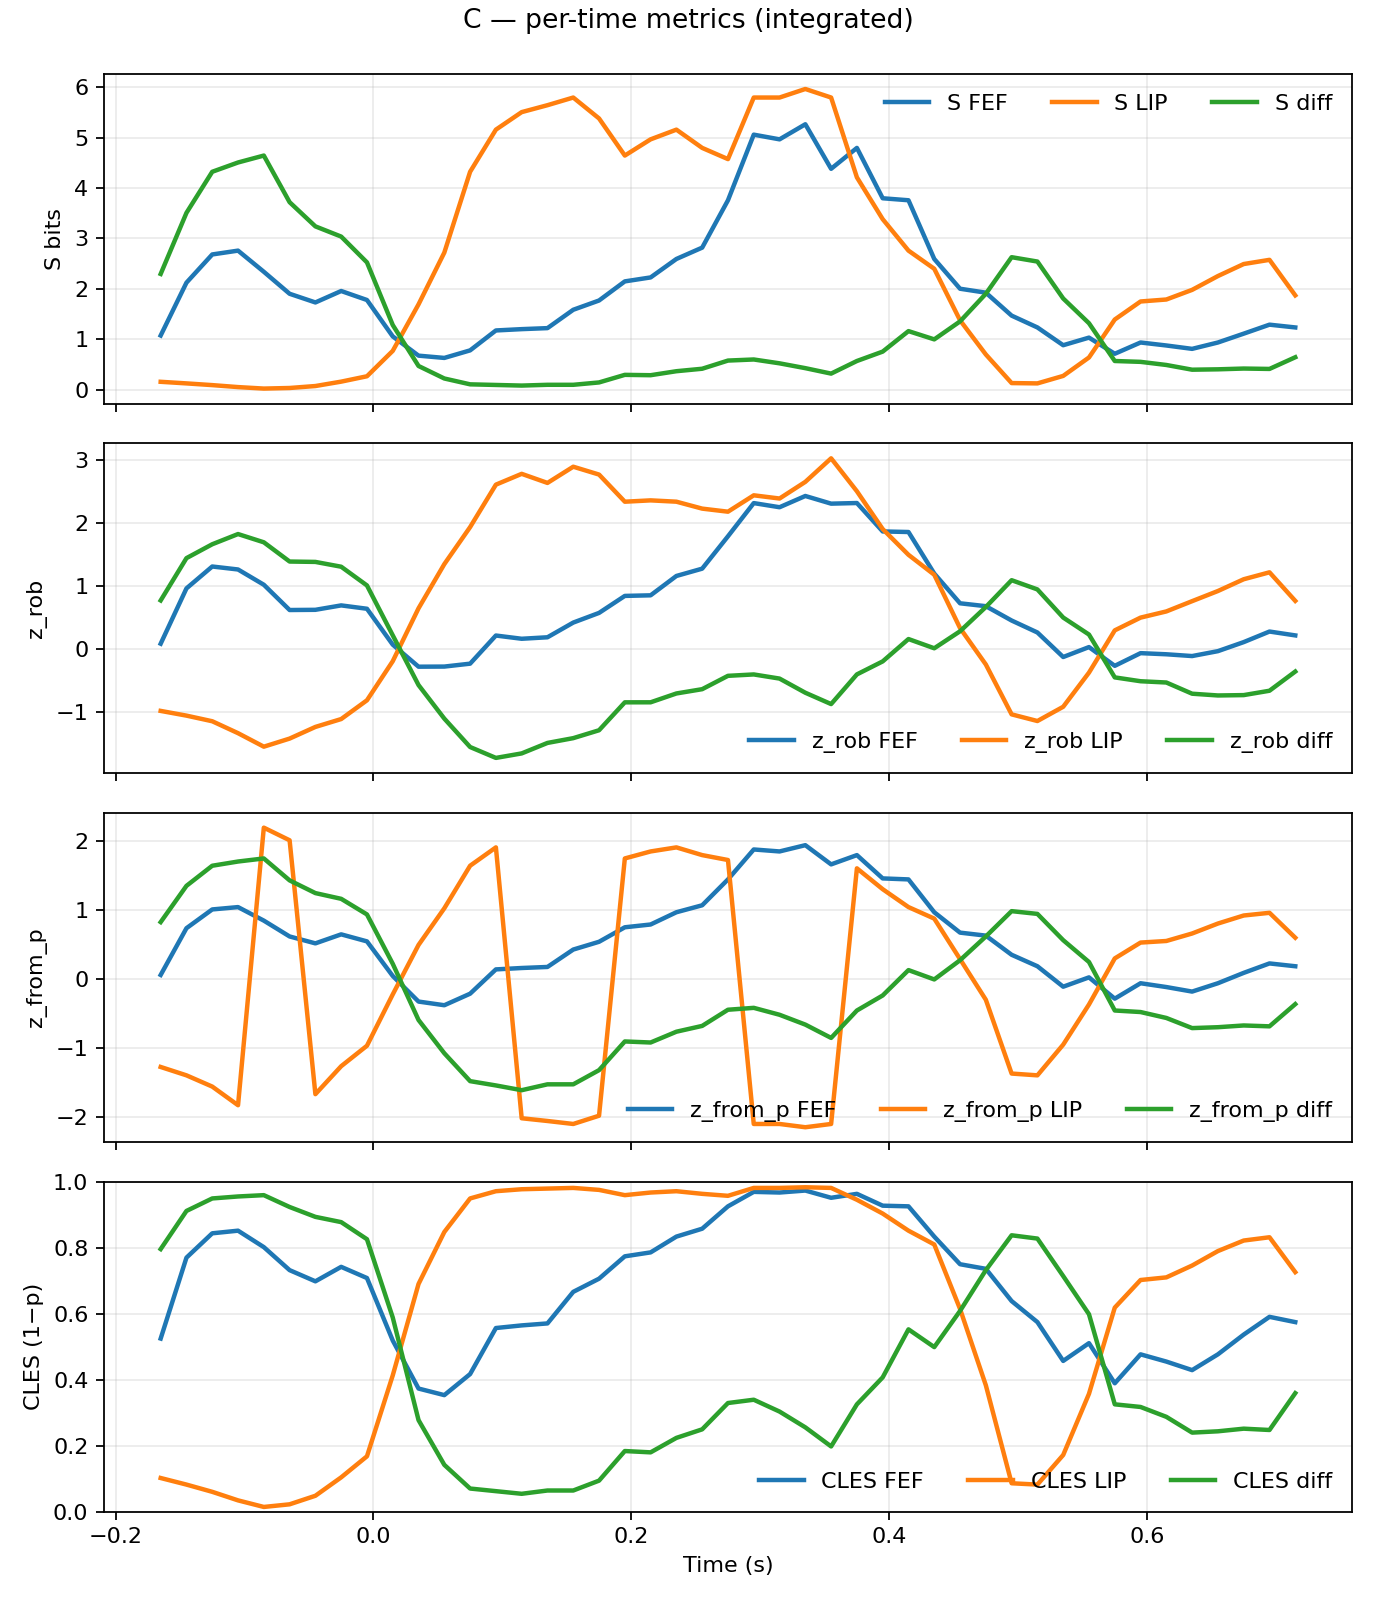 C — per-time metrics (integrated)
6
5
4
3
2
1
0
S bits
S FEF
S LIP
S diff
3
2
1
0
−1
z_rob
z_rob FEF
z_rob LIP
z_rob diff
2
1
0
−1
−2
z_from_p
z_from_p FEF
z_from_p LIP
z_from_p diff
1.0
0.8
0.6
0.4
0.2
0.0
CLES (1−p)
CLES FEF
CLES LIP
CLES diff
−0.2
0.0
0.2
0.4
0.6
Time (s)